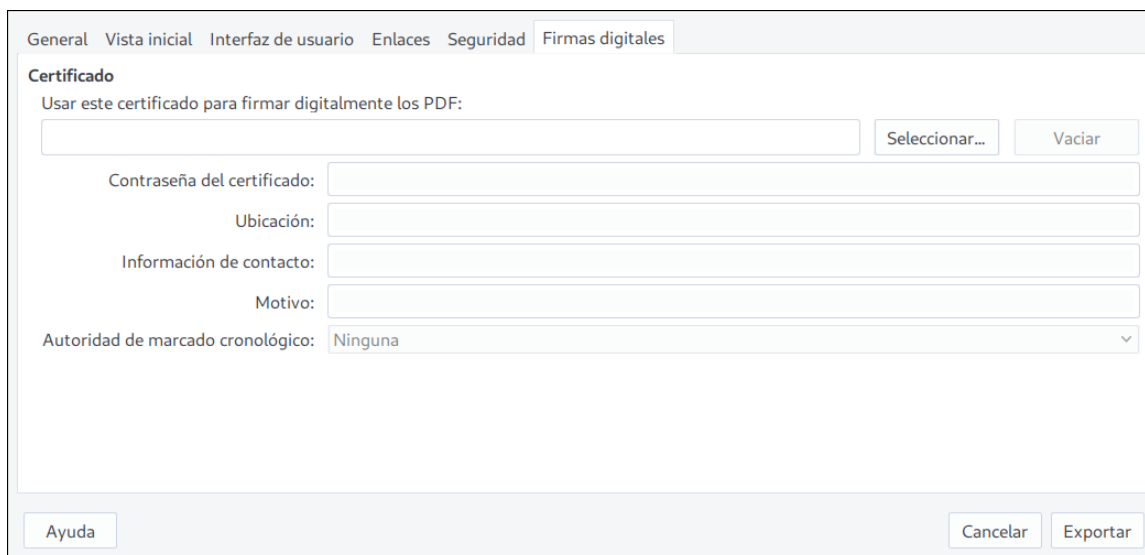 General Vista inicial Interfaz de usuario Enlaces Seguridad Firmas digitales
Certificado
Usar este certificado para firmar digitalmente los PDF:
Seleccionar... Vaciar
Contraseña del certificado:
Ubicación:
Información de contacto:
Motivo:
Autoridad de marcado cronológico: Ninguna
Ayuda Cancelar Exportar